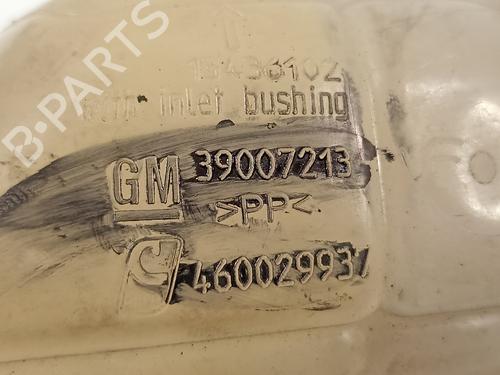 B-PARTS
inlet bushing
GM 39007213
>PP<
460029937